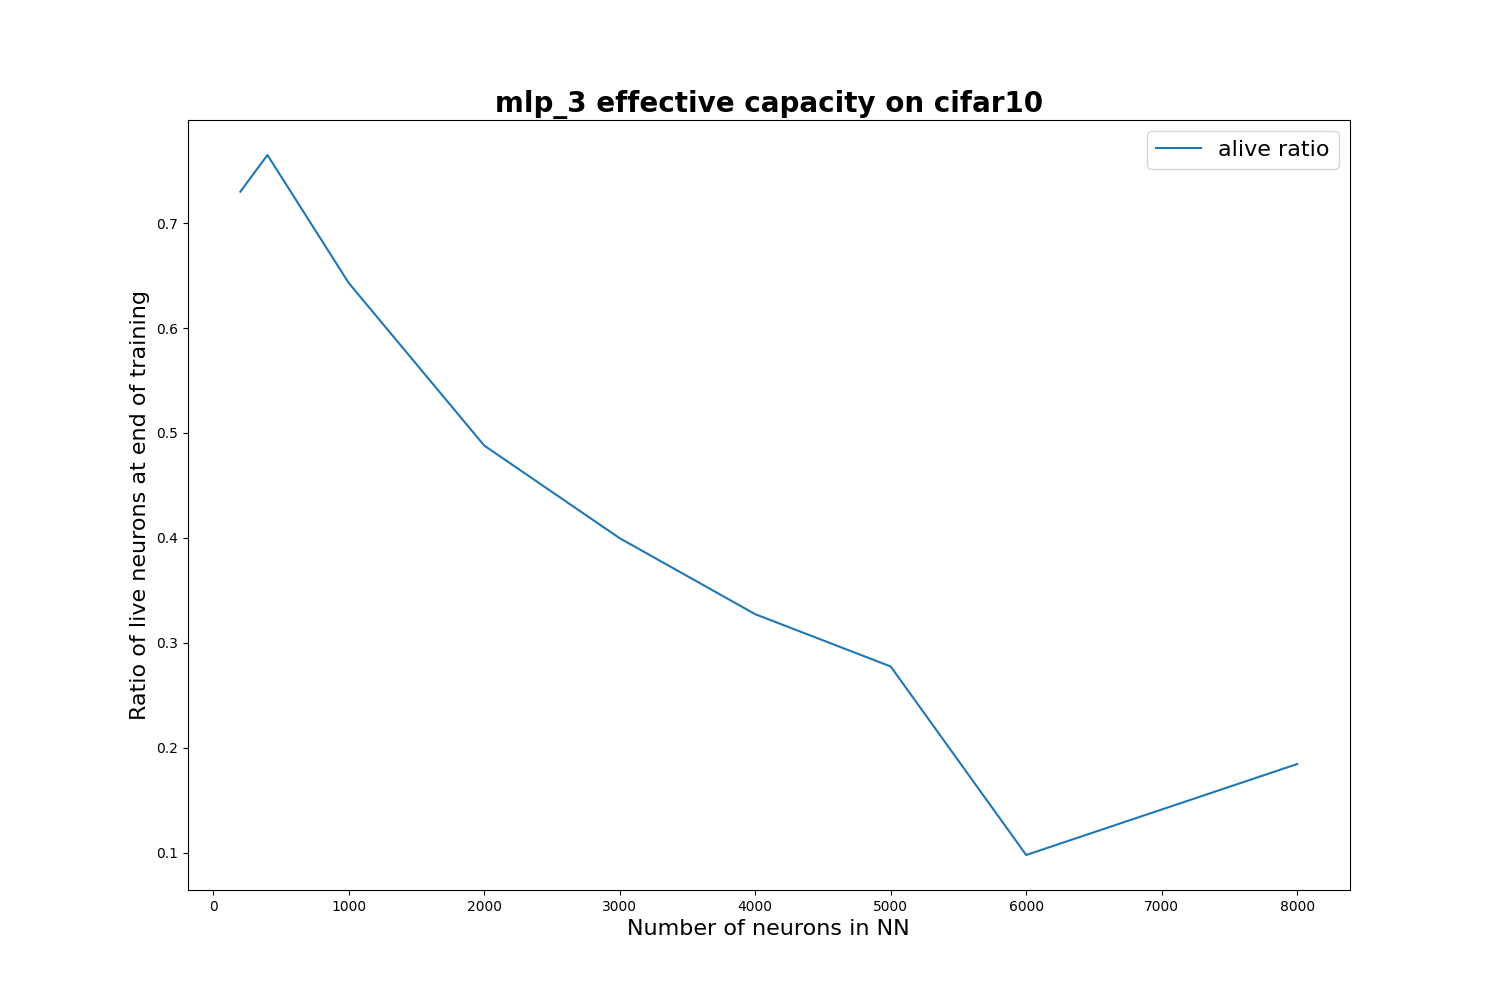 mlp_3 effective capacity on cifar10
alive ratio
Ratio of live neurons at end of training
0.7
0.6
0.5
0.4
0.3
0.2
0.1
0 1000 2000 3000 4000 5000 6000 7000 8000
Number of neurons in NN